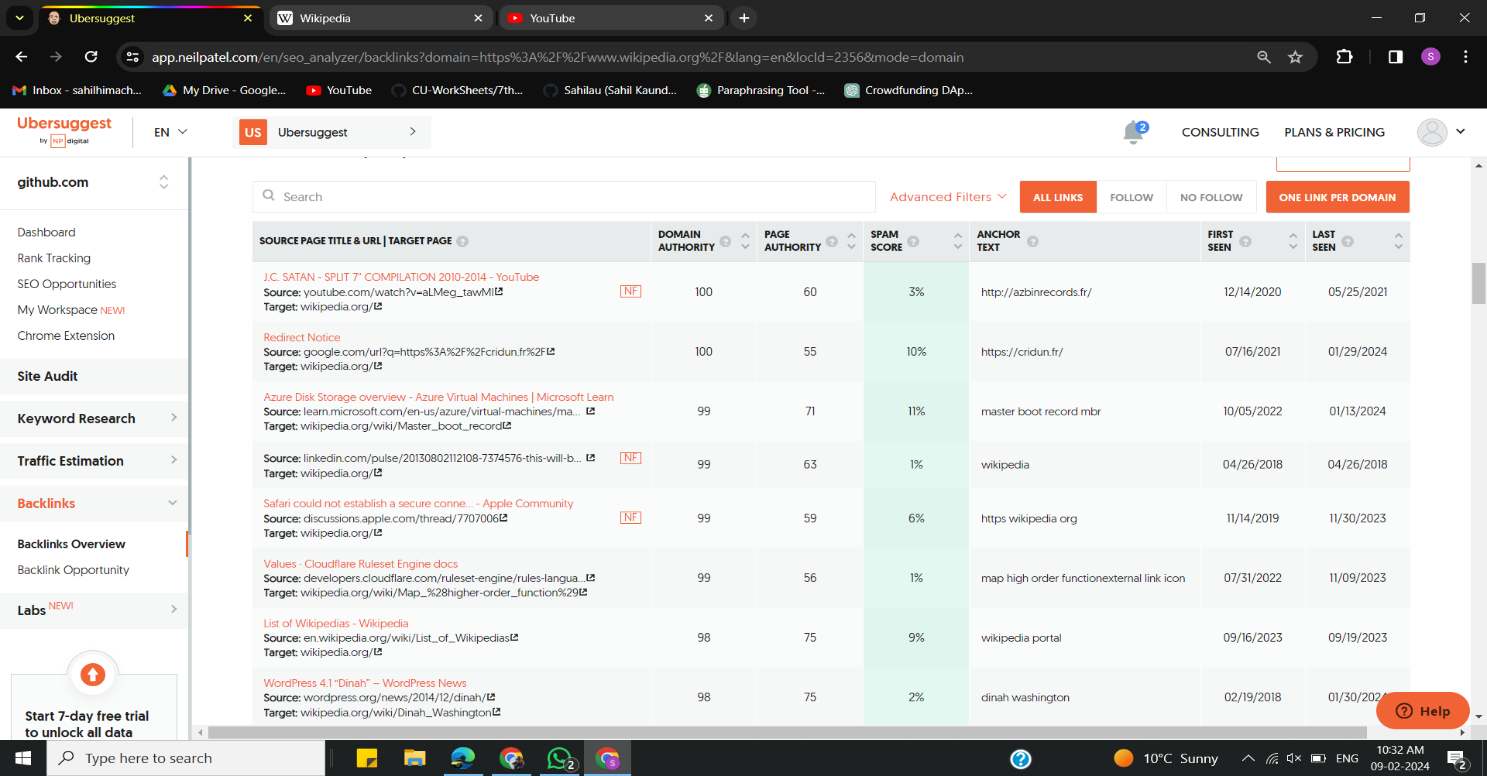 Ubersuggest
Wikipedia
YouTube
app.neilpatel.com/en/seo_analyzer/backlinks?domain=https%3A%2F%2Fwww.wikipedia.org%2F&lang=en&locId=2356&mode=domain
S
Inbox - sahilhimach...
My Drive - Google...
YouTube
CU-WorkSheets/7th...
Sahilau (Sahil Kaund...
Paraphrasing Tool -...
Crowdfunding DAp...
Ubersuggest
by NP digital
EN
US Ubersuggest
2
CONSULTING
PLANS & PRICING
github.com
Dashboard
Rank Tracking
SEO Opportunities
My Workspace NEW!
Chrome Extension
Site Audit
Keyword Research
Traffic Estimation
Backlinks
Backlinks Overview
Backlink Opportunity
Labs NEW!
Start 7-day free trial
to unlock all data
Search
Advanced Filters
ALL LINKS
FOLLOW
NO FOLLOW
ONE LINK PER DOMAIN
SOURCE PAGE TITLE & URL | TARGET PAGE
DOMAIN AUTHORITY
PAGE AUTHORITY
SPAM SCORE
ANCHOR TEXT
FIRST SEEN
LAST SEEN
J.C. SATAN - SPLIT 7" COMPILATION 2010-2014 - YouTube
Source: youtube.com/watch?v=aLMeg_tawMI NF 100 60 3% http://azbinrecords.fr/ 12/14/2020 05/25/2021
Target: wikipedia.org/
Redirect Notice
Source: google.com/url?q=https%3A%2F%2Fcridun.fr%2F 100 55 10% https://cridun.fr/ 07/16/2021 01/29/2024
Target: wikipedia.org/
Azure Disk Storage overview - Azure Virtual Machines | Microsoft Learn
Source: learn.microsoft.com/en-us/azure/virtual-machines/ma... 99 71 11% master boot record mbr 10/05/2022 01/13/2024
Target: wikipedia.org/wiki/Master_boot_record
Source: linkedin.com/pulse/20130802112108-7374576-this-will-b... NF 99 63 1% wikipedia 04/26/2018 04/26/2018
Target: wikipedia.org/
Safari could not establish a secure conne... - Apple Community
Source: discussions.apple.com/thread/7707006 NF 99 59 6% https wikipedia org 11/14/2019 11/30/2023
Target: wikipedia.org/
Values · Cloudflare Ruleset Engine docs
Source: developers.cloudflare.com/ruleset-engine/rules-langua... 99 56 1% map high order functionexternal link icon 07/31/2022 11/09/2023
Target: wikipedia.org/wiki/Map_%28higher-order_function%29
List of Wikipedias - Wikipedia
Source: en.wikipedia.org/wiki/List_of_Wikipedias 98 75 9% wikipedia portal 09/16/2023 09/19/2023
Target: wikipedia.org/
WordPress 4.1 “Dinah” – WordPress News
Source: wordpress.org/news/2014/12/dinah/ 98 75 2% dinah washington 02/19/2018 01/30/2024
Target: wikipedia.org/wiki/Dinah_Washington
Help
Type here to search
2
10°C Sunny
ENG
10:32 AM
09-02-2024
2